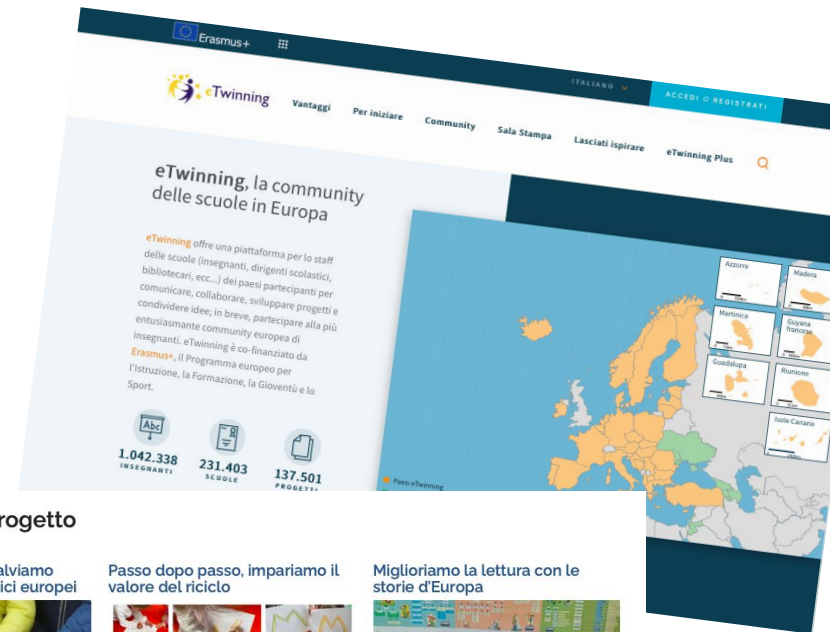 Erasmus+
ITALIANO
ACCEDI O REGISTRATI
eTwinning
Vantaggi
Per iniziare
Community
Sala Stampa
Lasciati ispirare
eTwinning Plus
eTwinning, la community
delle scuole in Europa
eTwinning offre una piattaforma per lo staff
delle scuole (insegnanti, dirigenti scolastici,
bibliotecari, ecc...) dei paesi partecipanti per
comunicare, collaborare, sviluppare progetti e
condividere idee; in breve, partecipare alla più
entusiasmante community europea di
insegnanti. eTwinning è co-finanziato da
Erasmus+, il Programma europeo per
l'Istruzione, la Formazione, la Gioventù e lo
Sport.
Abc
1.042.338
INSEGNANTI
231.403
SCUOLE
137.501
PROGETTI
Azzorre
Madera
Martinica
Guyana
francese
Guadalupa
Riunione
Isole Canarie
Paesi eTwinning
rogetto
alviamo
ici europei
Passo dopo passo, impariamo il
valore del riciclo
Miglioriamo la lettura con le
storie d'Europa